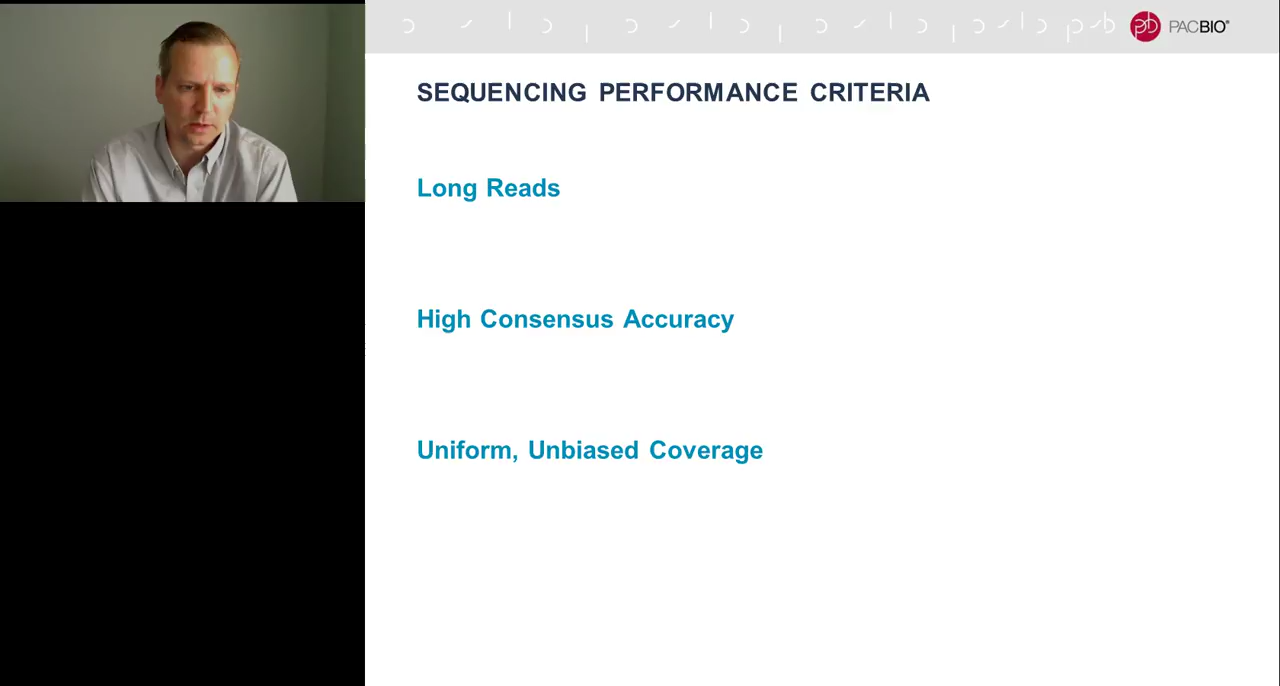 PACBIO®
SEQUENCING PERFORMANCE CRITERIA
Long Reads
High Consensus Accuracy
Uniform, Unbiased Coverage